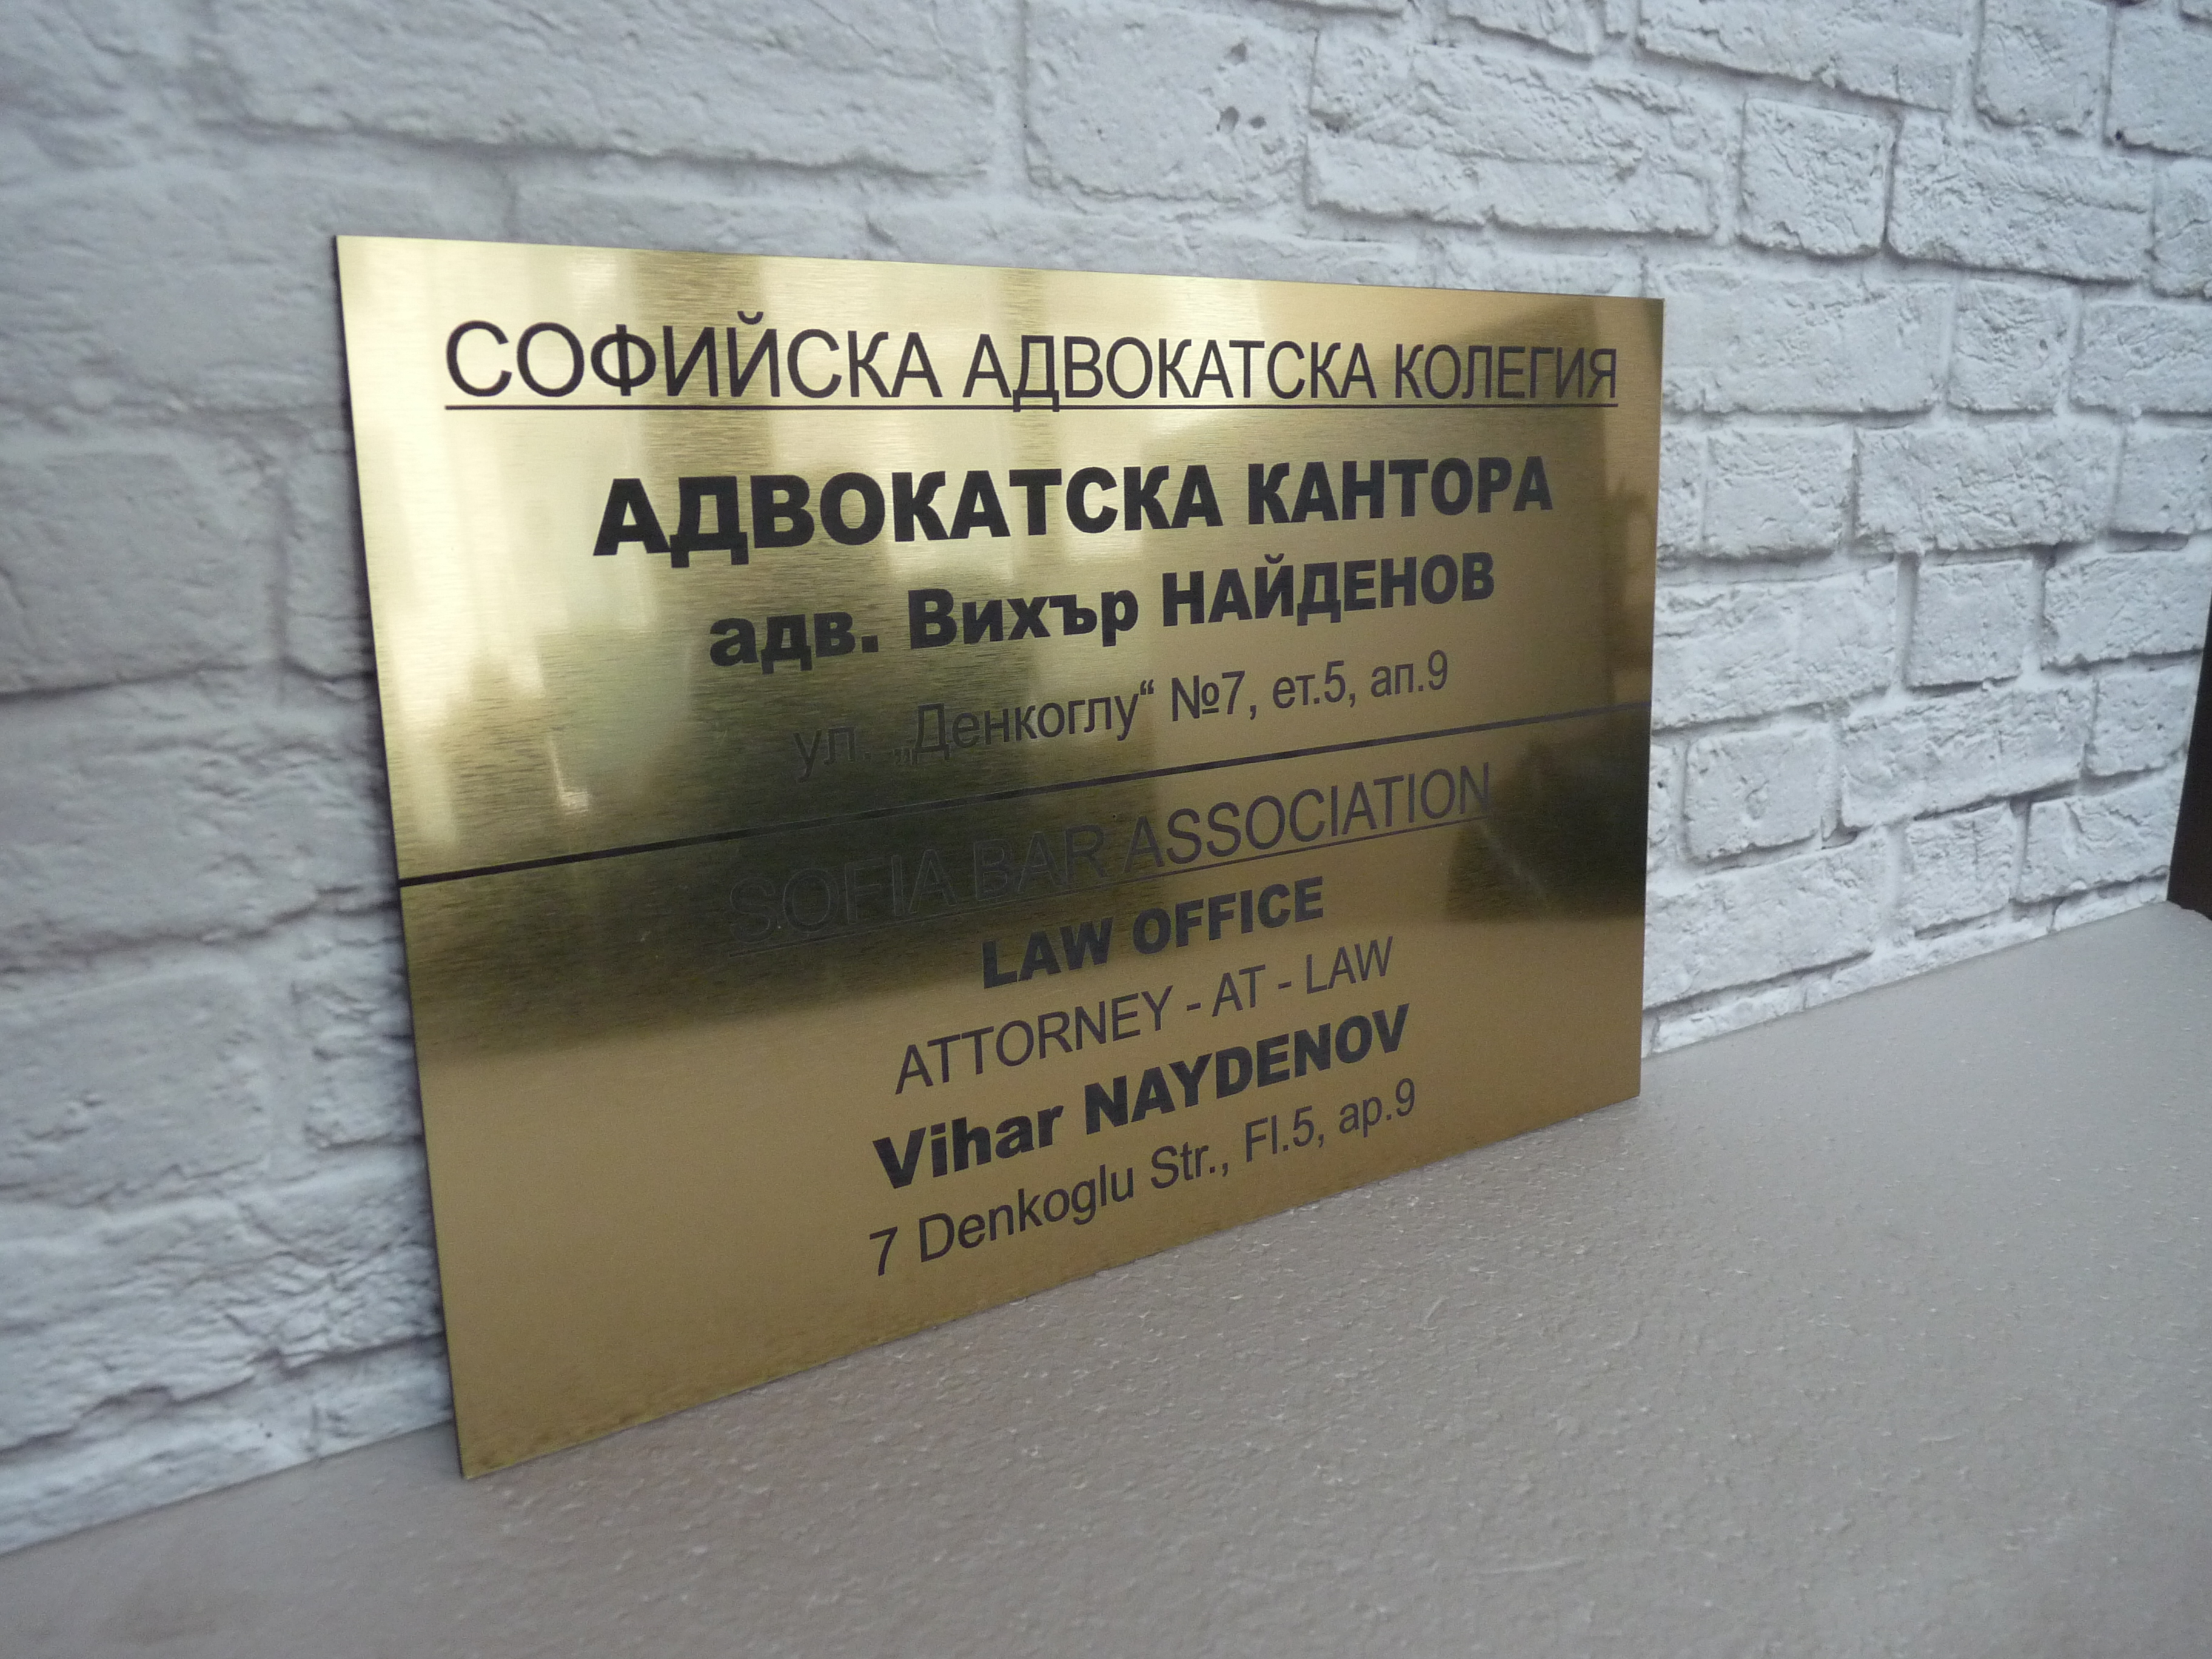 СОФИЙСКА АДВОКАТСКА КОЛЕГИЯ
АДВОКАТСКА КАНТОРА
адв. Вихър НАЙДЕНОВ
ул. „Денкоглу“ №7, ет.5, ап.9
SOFIA BAR ASSOCIATION
LAW OFFICE
ATTORNEY - AT - LAW
Vihar NAYDENOV
7 Denkoglu Str., Fl.5, ap.9